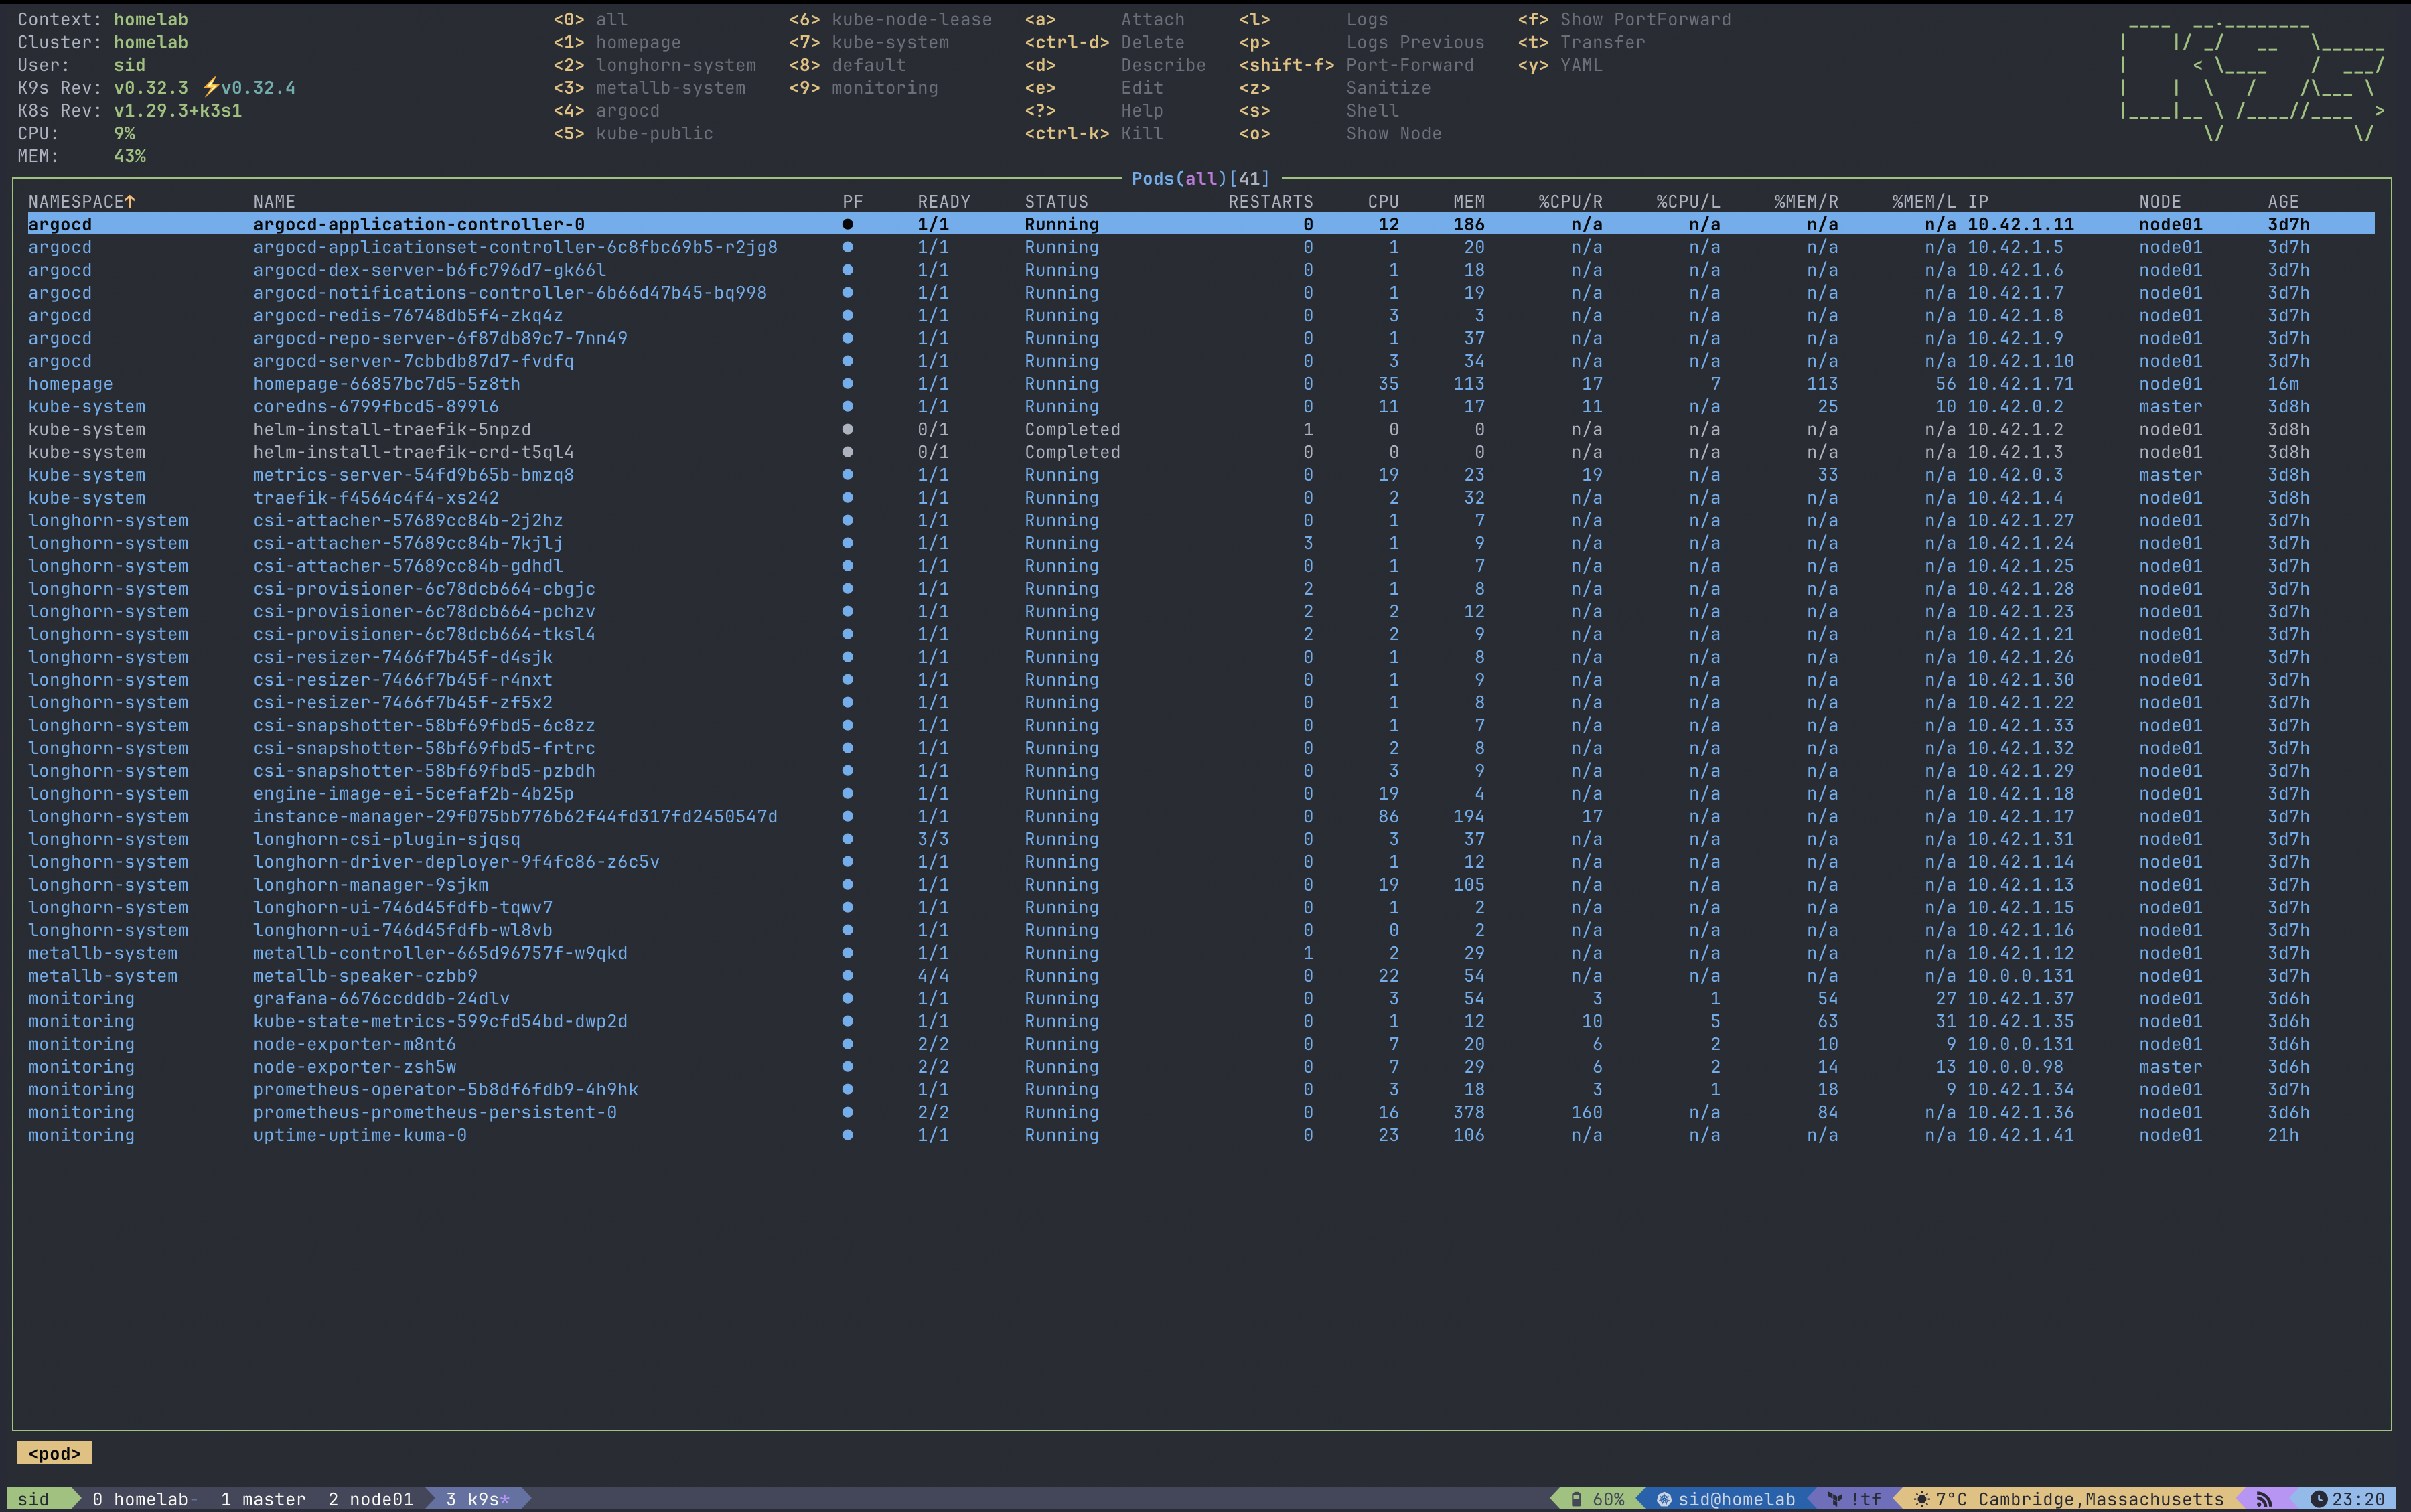 Context: homelab <0> all <6> kube-node-lease <a> Attach <l> Logs <f> Show PortForward
Cluster: homelab <1> homepage <7> kube-system <ctrl-d> Delete <p> Logs Previous <t> Transfer
User: sid <2> longhorn-system <8> default <d> Describe <shift-f> Port-Forward <y> YAML
K9s Rev: v0.32.3 ⚡v0.32.4 <3> metallb-system <9> monitoring <e> Edit <z> Sanitize
K8s Rev: v1.29.3+k3s1 <4> argocd <?> Help <s> Shell
CPU: 9% <5> kube-public <ctrl-k> Kill <o> Show Node
MEM: 43%
Pods(all)[41]
NAMESPACE↑ NAME PF READY STATUS RESTARTS CPU MEM %CPU/R %CPU/L %MEM/R %MEM/L IP NODE AGE
argocd argocd-application-controller-0 ● 1/1 Running 0 12 186 n/a n/a n/a n/a 10.42.1.11 node01 3d7h
argocd argocd-applicationset-controller-6c8fbc69b5-r2jg8 ● 1/1 Running 0 1 20 n/a n/a n/a n/a 10.42.1.5 node01 3d7h
argocd argocd-dex-server-b6fc796d7-gk66l ● 1/1 Running 0 1 18 n/a n/a n/a n/a 10.42.1.6 node01 3d7h
argocd argocd-notifications-controller-6b66d47b45-bq998 ● 1/1 Running 0 1 19 n/a n/a n/a n/a 10.42.1.7 node01 3d7h
argocd argocd-redis-76748db5f4-zkq4z ● 1/1 Running 0 3 3 n/a n/a n/a n/a 10.42.1.8 node01 3d7h
argocd argocd-repo-server-6f87db89c7-7nn49 ● 1/1 Running 0 1 37 n/a n/a n/a n/a 10.42.1.9 node01 3d7h
argocd argocd-server-7cbbdb87d7-fvdfq ● 1/1 Running 0 3 34 n/a n/a n/a n/a 10.42.1.10 node01 3d7h
homepage homepage-66857bc7d5-5z8th ● 1/1 Running 0 35 113 17 7 113 56 10.42.1.71 node01 16m
kube-system coredns-6799fbcd5-899l6 ● 1/1 Running 0 11 17 11 n/a 25 10 10.42.0.2 master 3d8h
kube-system helm-install-traefik-5npzd ● 0/1 Completed 1 0 0 n/a n/a n/a n/a 10.42.1.2 node01 3d8h
kube-system helm-install-traefik-crd-t5ql4 ● 0/1 Completed 0 0 0 n/a n/a n/a n/a 10.42.1.3 node01 3d8h
kube-system metrics-server-54fd9b65b-bmzq8 ● 1/1 Running 0 19 23 19 n/a 33 n/a 10.42.0.3 master 3d8h
kube-system traefik-f4564c4f4-xs242 ● 1/1 Running 0 2 32 n/a n/a n/a n/a 10.42.1.4 node01 3d8h
longhorn-system csi-attacher-57689cc84b-2j2hz ● 1/1 Running 0 1 7 n/a n/a n/a n/a 10.42.1.27 node01 3d7h
longhorn-system csi-attacher-57689cc84b-7kjlj ● 1/1 Running 3 1 9 n/a n/a n/a n/a 10.42.1.24 node01 3d7h
longhorn-system csi-attacher-57689cc84b-gdhdl ● 1/1 Running 0 1 7 n/a n/a n/a n/a 10.42.1.25 node01 3d7h
longhorn-system csi-provisioner-6c78dcb664-cbgjc ● 1/1 Running 2 1 8 n/a n/a n/a n/a 10.42.1.28 node01 3d7h
longhorn-system csi-provisioner-6c78dcb664-pchzv ● 1/1 Running 2 2 12 n/a n/a n/a n/a 10.42.1.23 node01 3d7h
longhorn-system csi-provisioner-6c78dcb664-tksl4 ● 1/1 Running 2 2 9 n/a n/a n/a n/a 10.42.1.21 node01 3d7h
longhorn-system csi-resizer-7466f7b45f-d4sjk ● 1/1 Running 0 1 8 n/a n/a n/a n/a 10.42.1.26 node01 3d7h
longhorn-system csi-resizer-7466f7b45f-r4nxt ● 1/1 Running 0 1 9 n/a n/a n/a n/a 10.42.1.30 node01 3d7h
longhorn-system csi-resizer-7466f7b45f-zf5x2 ● 1/1 Running 0 1 8 n/a n/a n/a n/a 10.42.1.22 node01 3d7h
longhorn-system csi-snapshotter-58bf69fbd5-6c8zz ● 1/1 Running 0 1 7 n/a n/a n/a n/a 10.42.1.33 node01 3d7h
longhorn-system csi-snapshotter-58bf69fbd5-frtrc ● 1/1 Running 0 2 8 n/a n/a n/a n/a 10.42.1.32 node01 3d7h
longhorn-system csi-snapshotter-58bf69fbd5-pzbdh ● 1/1 Running 0 3 9 n/a n/a n/a n/a 10.42.1.29 node01 3d7h
longhorn-system engine-image-ei-5cefaf2b-4b25p ● 1/1 Running 0 19 4 n/a n/a n/a n/a 10.42.1.18 node01 3d7h
longhorn-system instance-manager-29f075bb776b62f44fd317fd2450547d ● 1/1 Running 0 86 194 17 n/a n/a n/a 10.42.1.17 node01 3d7h
longhorn-system longhorn-csi-plugin-sjqsq ● 3/3 Running 0 3 37 n/a n/a n/a n/a 10.42.1.31 node01 3d7h
longhorn-system longhorn-driver-deployer-9f4fc86-z6c5v ● 1/1 Running 0 1 12 n/a n/a n/a n/a 10.42.1.14 node01 3d7h
longhorn-system longhorn-manager-9sjkm ● 1/1 Running 0 19 105 n/a n/a n/a n/a 10.42.1.13 node01 3d7h
longhorn-system longhorn-ui-746d45fdfb-tqwv7 ● 1/1 Running 0 1 2 n/a n/a n/a n/a 10.42.1.15 node01 3d7h
longhorn-system longhorn-ui-746d45fdfb-wl8vb ● 1/1 Running 0 0 2 n/a n/a n/a n/a 10.42.1.16 node01 3d7h
metallb-system metallb-controller-665d96757f-w9qkd ● 1/1 Running 1 2 29 n/a n/a n/a n/a 10.42.1.12 node01 3d7h
metallb-system metallb-speaker-czbb9 ● 4/4 Running 0 22 54 n/a n/a n/a n/a 10.0.0.131 node01 3d7h
monitoring grafana-6676ccdddb-24dlv ● 1/1 Running 0 3 54 3 1 54 27 10.42.1.37 node01 3d6h
monitoring kube-state-metrics-599cfd54bd-dwp2d ● 1/1 Running 0 1 12 10 5 63 31 10.42.1.35 node01 3d6h
monitoring node-exporter-m8nt6 ● 2/2 Running 0 7 20 6 2 10 9 10.0.0.131 node01 3d6h
monitoring node-exporter-zsh5w ● 2/2 Running 0 7 29 6 2 14 13 10.0.0.98 master 3d6h
monitoring prometheus-operator-5b8df6fdb9-4h9hk ● 1/1 Running 0 3 18 3 1 18 9 10.42.1.34 node01 3d7h
monitoring prometheus-prometheus-persistent-0 ● 2/2 Running 0 16 378 160 n/a 84 n/a 10.42.1.36 node01 3d6h
monitoring uptime-uptime-kuma-0 ● 1/1 Running 0 23 106 n/a n/a n/a n/a 10.42.1.41 node01 21h
<pod>
sid 0 homelab- 1 master 2 node01 3 k9s* 60% sid@homelab !tf 7°C Cambridge,Massachusetts 23:20